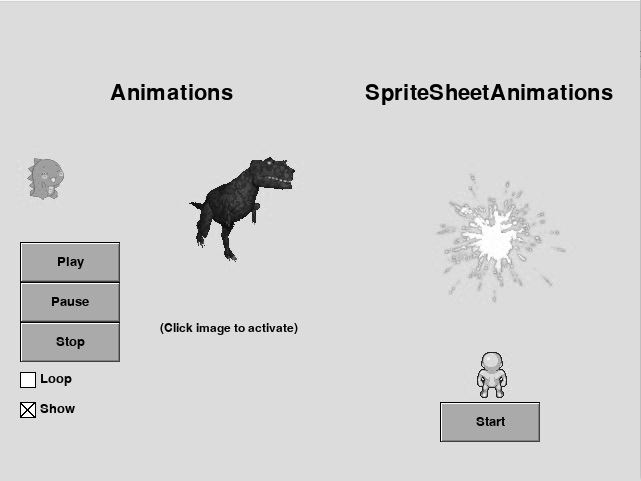 Animations
SpriteSheetAnimations
Play
Pause
Stop
(Click image to activate)
Loop
Show
Start